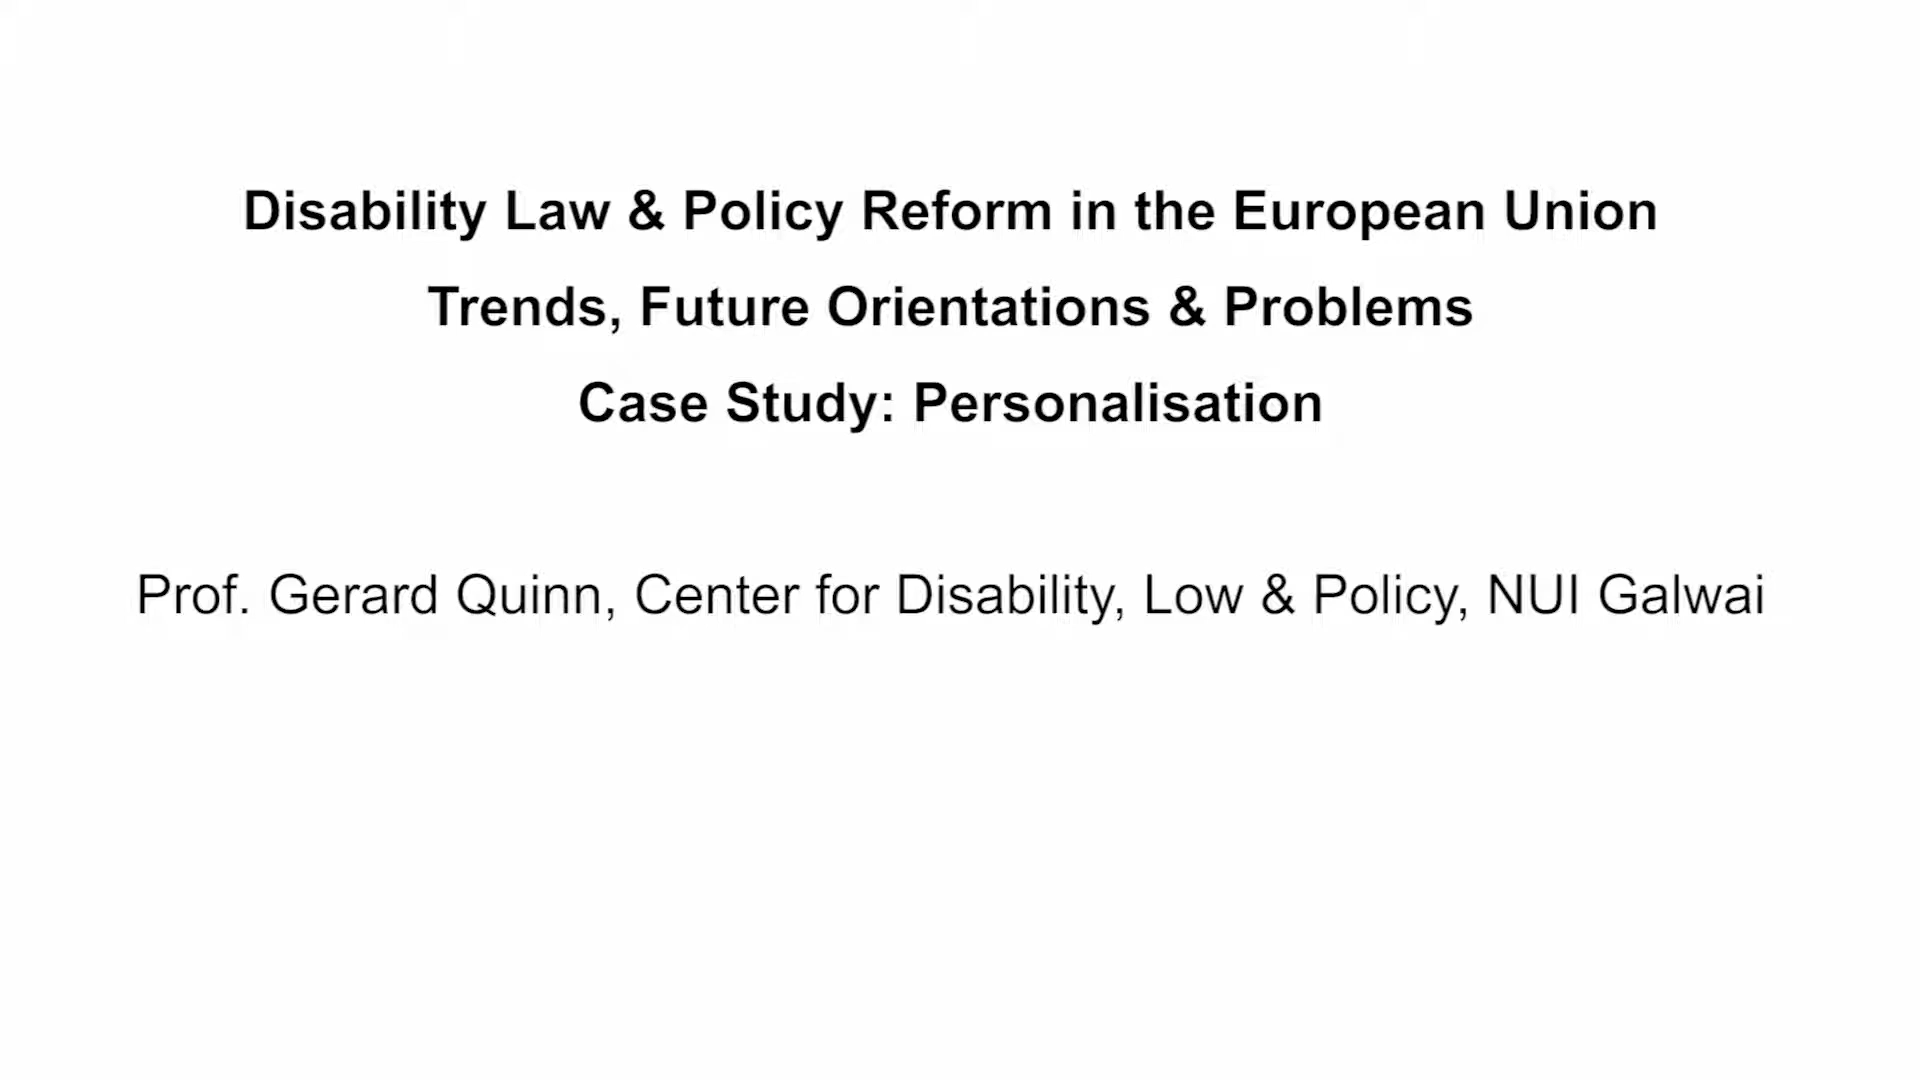 Disability Law & Policy Reform in the European Union
Trends, Future Orientations & Problems
Case Study: Personalisation
Prof. Gerard Quinn, Center for Disability, Low & Policy, NUI Galwai